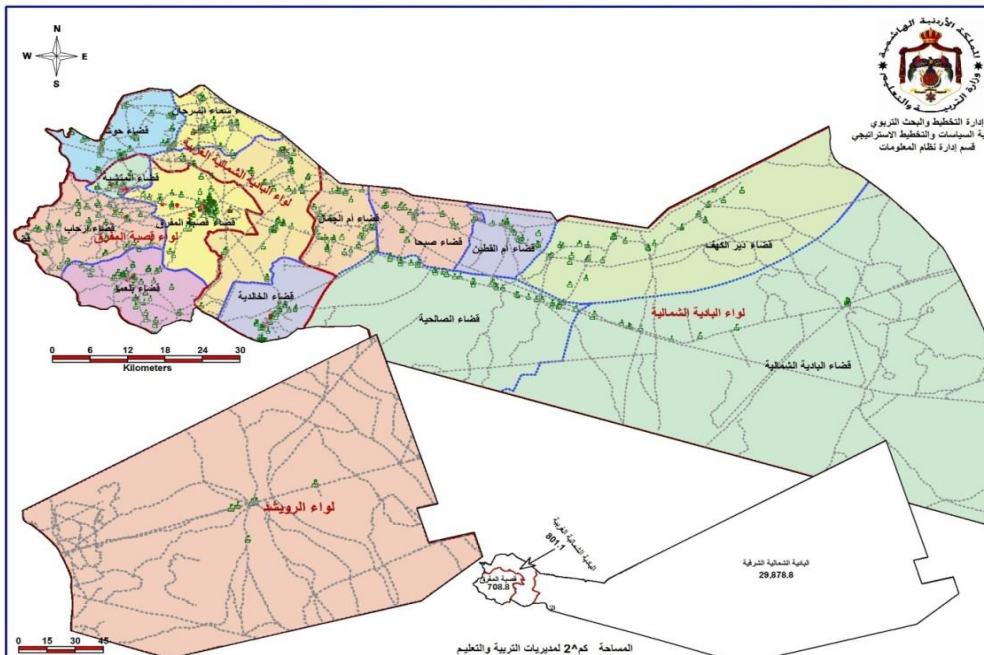 N
W E
S
المملكة الأردنية الهاشمية
وزارة التربية والتعليم
إدارة التخطيط والبحث التربوي
ية السياسات والتخطيط الاستراتيجي
قسم إدارة نظام المعلومات
سماء السرحان
قضاء حوشا
لواء البادية الشمالية الغربية
قضاء المنشية
قضاء قصبة المفرق
قضاء إرحاب
لواء قصبة المفرق
قضاء أم الجمال
قضاء صبحا
قضاء أم القطين
قضاء دير الكهف
قضاء بلعما
قضاء الخالدية
قضاء الصالحية
لواء البادية الشمالية
قضاء البادية الشمالية
0 6 12 18 24 30
Kilometers
لواء الرويشد
البادية الشمالية الغربية
801.1
قصبة المفرق
708.8
البادية الشمالية الشرقية
29,878.8
0 15 30 45
المساحة كم^2 لمديريات التربية والتعليم